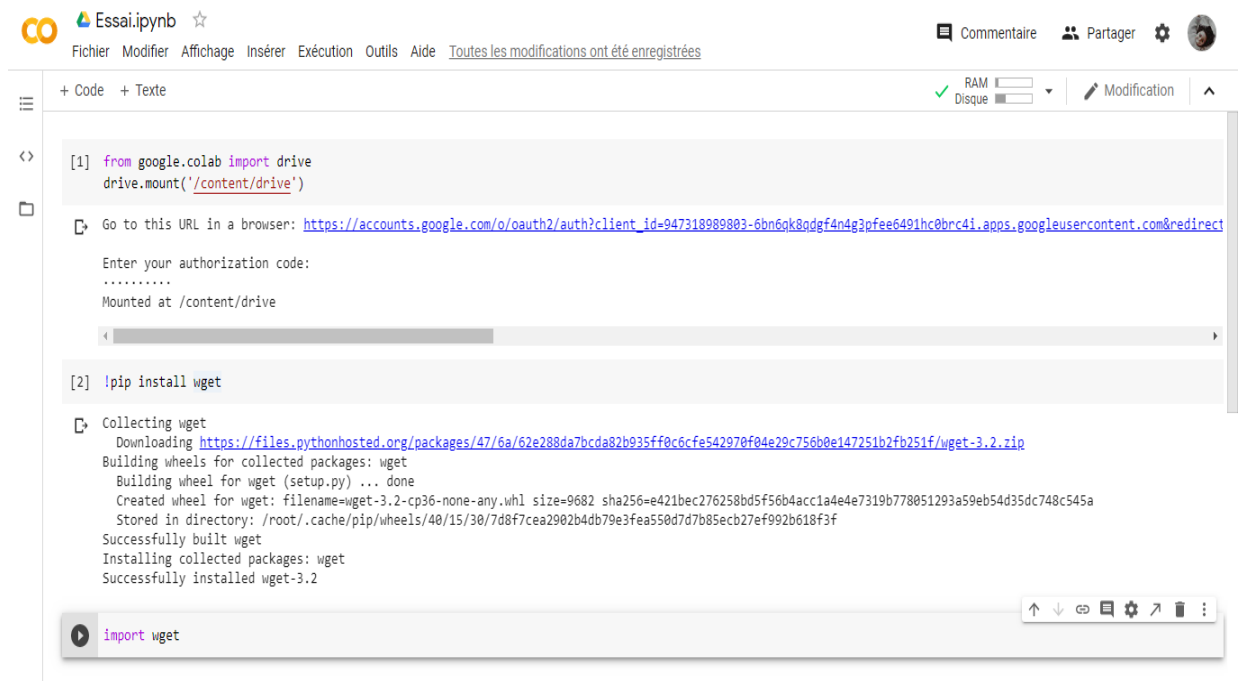 Essai.ipynb
Commentaire Partager
Fichier Modifier Affichage Insérer Exécution Outils Aide Toutes les modifications ont été enregistrées
+ Code + Texte
RAM
Disque
Modification
[1] from google.colab import drive
drive.mount('/content/drive')
Go to this URL in a browser: https://accounts.google.com/o/oauth2/auth?client_id=947318989803-6bn6qk8qdgf4n4g3pfee6491hc0brc4i.apps.googleusercontent.com&redirect
Enter your authorization code:
··········
Mounted at /content/drive
[2] !pip install wget
Collecting wget
Downloading https://files.pythonhosted.org/packages/47/6a/62e288da7bcda82b935ff0c6cfe542970f04e29c756b0e147251b2fb251f/wget-3.2.zip
Building wheels for collected packages: wget
Building wheel for wget (setup.py) ... done
Created wheel for wget: filename=wget-3.2-cp36-none-any.whl size=9682 sha256=e421bec276258bd5f56b4acc1a4e4e7319b778051293a59eb54d35dc748c545a
Stored in directory: /root/.cache/pip/wheels/40/15/30/7d8f7cea2902b4db79e3fea550d7d7b85ecb27ef992b618f3f
Successfully built wget
Installing collected packages: wget
Successfully installed wget-3.2
import wget